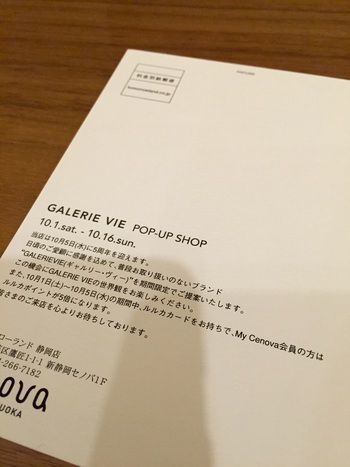 料金別納郵便
GALERIE VIE POP-UP SHOP
10.1.sat. - 10.16.sun.
当店は10月5日(水)に5周年を迎えます。
日頃のご愛顧に感謝を込めて、普段お取り扱いのないブランド
“GALERIEVIE(ギャルリー・ヴィー)”を期間限定でご提案いたします。
この機会にGALERIE VIEの世界観をお楽しみください。
また、10月1日(土)〜10月5日(水)の期間中、ルルカカードをお持ちで、My Cenova会員の方は
ルルカポイントが5倍になります。
皆さまのご来店を心よりお待ちしております。
ローランド 静岡店
区鷹匠1-1-1 新静岡セノバ1F
-266-7182
nova
UOKA